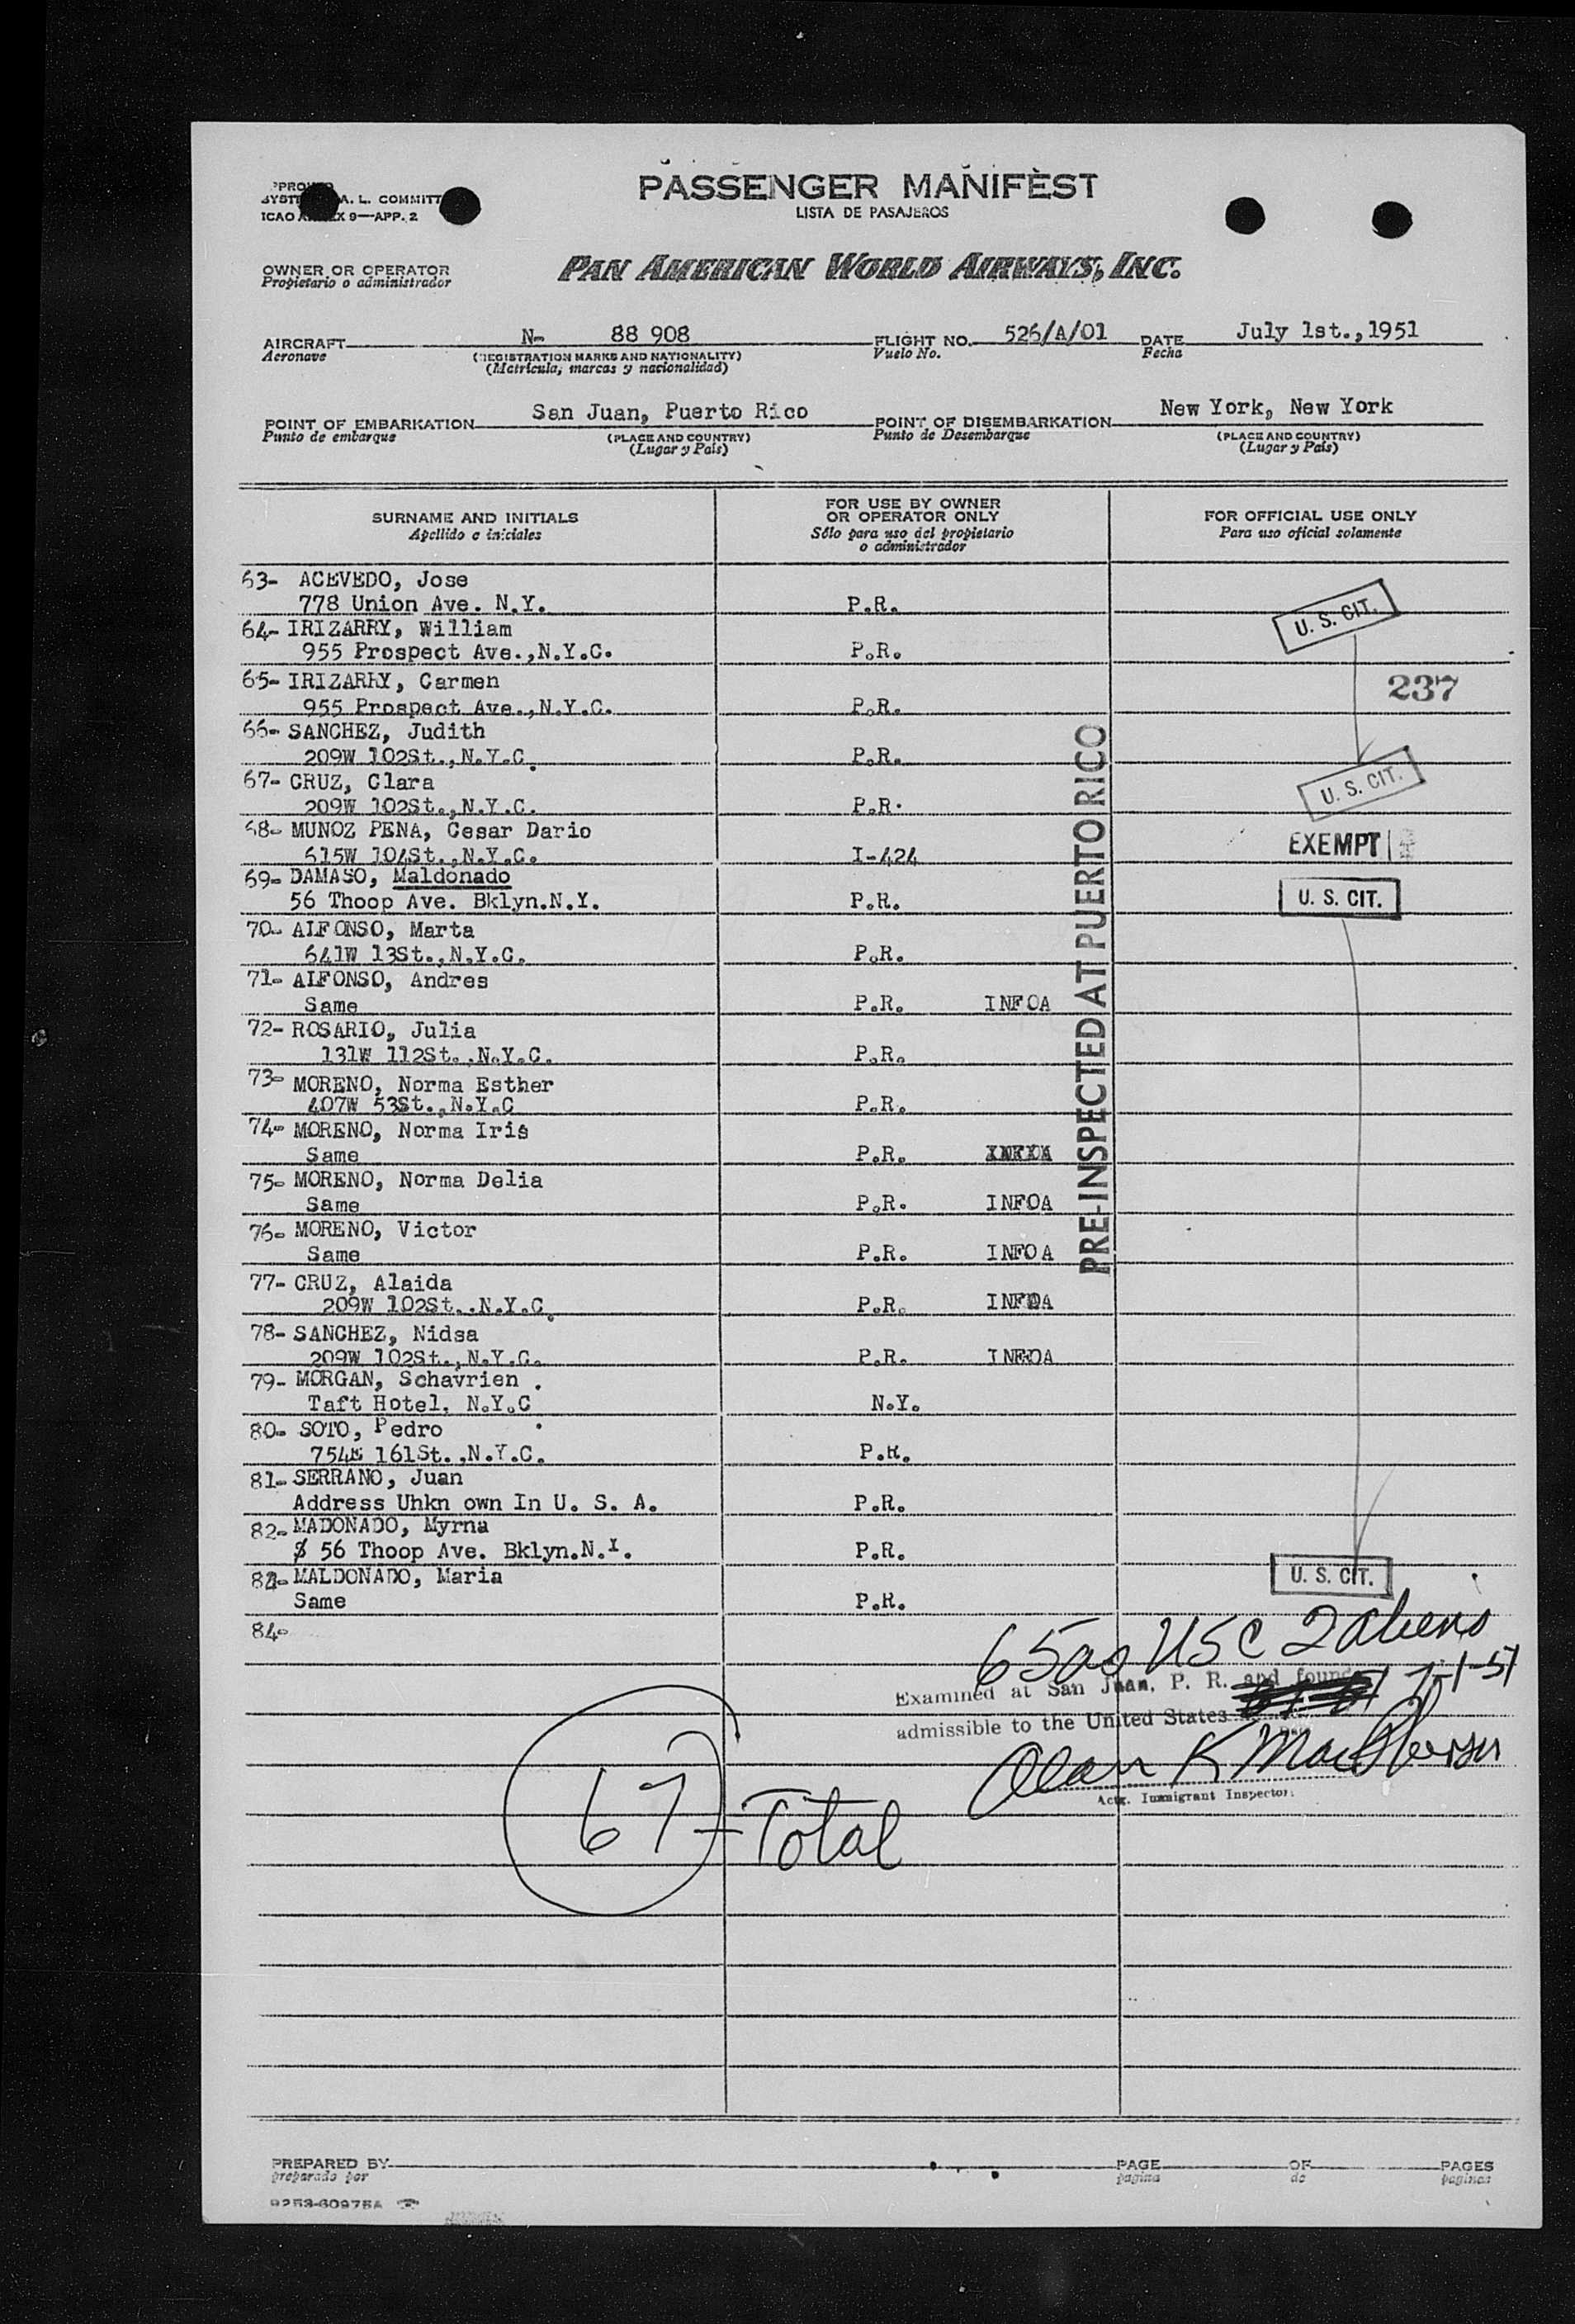 PASSENGER MANIFEST
LISTA DE PASAJEROS
A. L. COMMITT
ICAO 9—APP. 2
OWNER OR OPERATOR
Propietario o administrador
PAN AMERICAN WORLD AIRWAYS, INC.
AIRCRAFT N- 88 908 FLIGHT NO. 526/A/01 DATE July 1st.,1951
Aeronave (REGISTRATION MARKS AND NATIONALITY) Vuelo No. Fecha
(Matrícula, marcas y nacionalidad)
POINT OF EMBARKATION San Juan, Puerto Rico POINT OF DISEMBARKATION New York, New York
Punto de embarque (PLACE AND COUNTRY) Punto de Desembarque (PLACE AND COUNTRY)
(Lugar y País) (Lugar y País)
SURNAME AND INITIALS
Apellido e iniciales
FOR USE BY OWNER
OR OPERATOR ONLY
Sólo para uso del propietario
o administrador
FOR OFFICIAL USE ONLY
Para uso oficial solamente
63- ACEVEDO, Jose
778 Union Ave. N.Y. P.R. U. S. CIT.
64- IRIZARRY, William
955 Prospect Ave.,N.Y.C. P.R.
65- IRIZARRY, Carmen 237
955 Prospect Ave.,N.Y.C. P.R.
66- SANCHEZ, Judith
209W 102St.,N.Y.C. P.R.
67- CRUZ, Clara U. S. CIT.
209W 102St.,N.Y.C. P.R.
68- MUNOZ PENA, Cesar Dario EXEMPT
615W 104St.,N.Y.C. I-424
69- DAMASO, Maldonado U. S. CIT.
56 Thoop Ave. Bklyn.N.Y. P.R.
70- ALFONSO, Marta
641W 13St.,N.Y.C. P.R.
71- ALFONSO, Andres
Same P.R. INFOA
72- ROSARIO, Julia
131W 112St.,N.Y.C. P.R.
73- MORENO, Norma Esther
407W 53St.,N.Y.C P.R.
74- MORENO, Norma Iris
Same P.R.
75- MORENO, Norma Delia
Same P.R. INFOA
76- MORENO, Victor
Same P.R. INFOA
77- CRUZ, Alaida
209W 102St..N.Y.C. P.R. INFOA
78- SANCHEZ, Nidsa
209W 102St.,N.Y.C. P.R. INFOA
79- MORGAN, Schavrien
Taft Hotel, N.Y.C N.Y.
80- SOTO, Pedro
754E 161St.,N.Y.C. P.R.
81- SERRANO, Juan
Address Uhkn own In U. S. A. P.R.
82- MADONADO, Myrna
56 Thoop Ave. Bklyn.N.Y. P.R.
83- MALDONADO, Maria U. S. CIT.
Same P.R.
84-
PRE-INSPECTED AT PUERTO RICO
65 as USC 2 aliens
7-1-51
Examined at San Juan, P. R. and found
admissible to the United States
Alan K
Actg. Immigrant Inspector
67 - Total
PREPARED BY PAGE OF PAGES
preparado por pagina de paginas